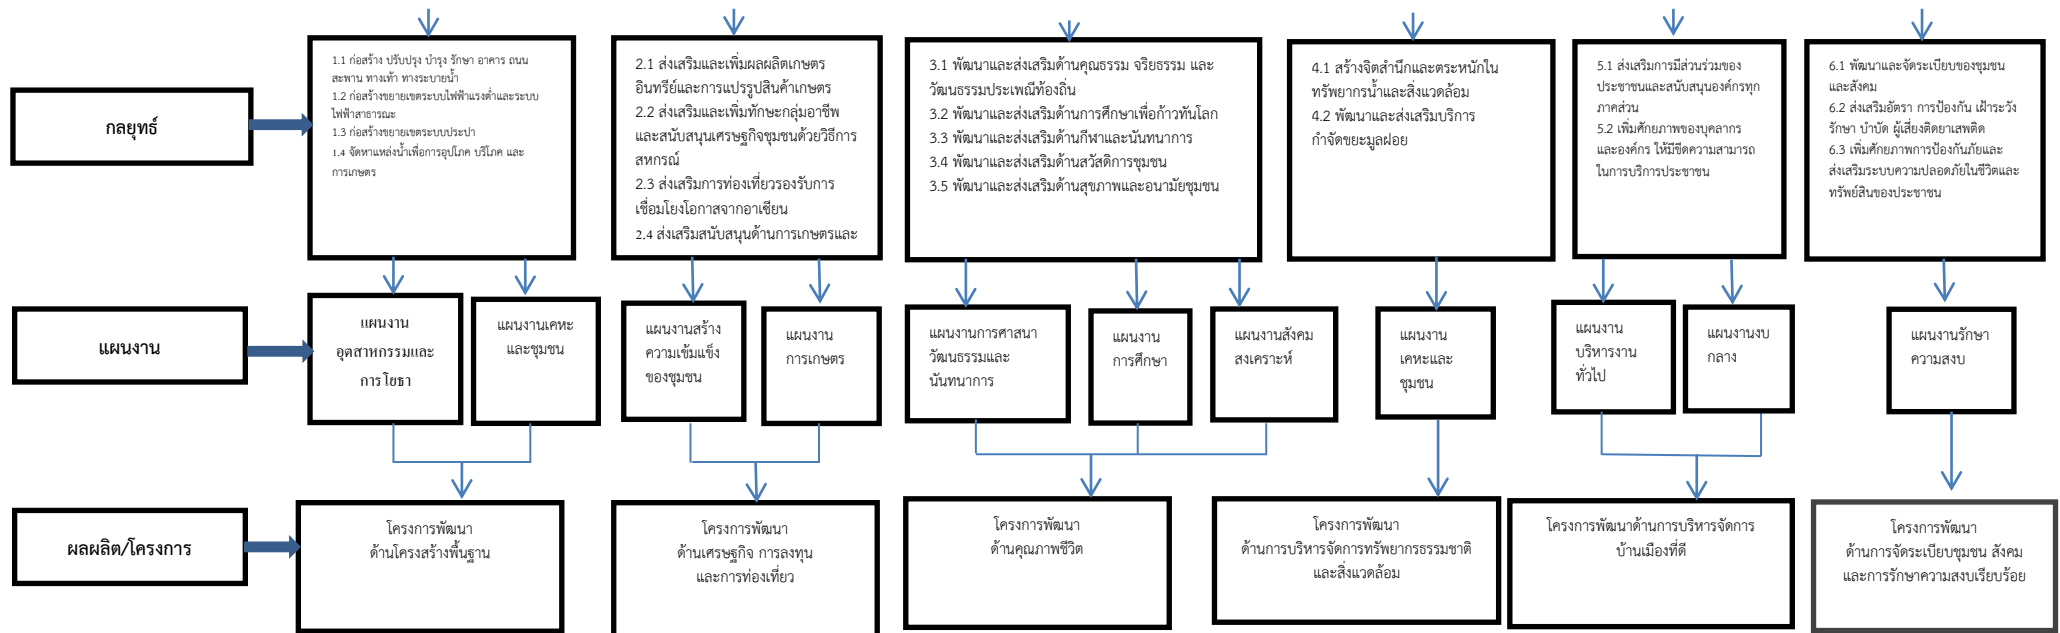 กลยุทธ์
1.1 ก่อสร้าง ปรับปรุง บำรุง รักษา อาคาร ถนน
สะพาน ทางเท้า ทางระบายน้ำ
1.2 ก่อสร้างขยายเขตระบบไฟฟ้าแรงต่ำและระบบ
ไฟฟ้าสาธารณะ
1.3 ก่อสร้างขยายเขตระบบประปา
1.4 จัดหาแหล่งน้ำเพื่อการอุปโภค บริโภค และ
การเกษตร
2.1 ส่งเสริมและเพิ่มผลผลิตเกษตร
อินทรีย์และการแปรรูปสินค้าเกษตร
2.2 ส่งเสริมและเพิ่มทักษะกลุ่มอาชีพ
และสนับสนุนเศรษฐกิจชุมชนด้วยวิธีการ
สหกรณ์
2.3 ส่งเสริมการท่องเที่ยวรองรับการ
เชื่อมโยงโอกาสจากอาเซียน
2.4 ส่งเสริมสนับสนุนด้านการเกษตรและ
3.1 พัฒนาและส่งเสริมด้านคุณธรรม จริยธรรม และ
วัฒนธรรมประเพณีท้องถิ่น
3.2 พัฒนาและส่งเสริมด้านการศึกษาเพื่อก้าวทันโลก
3.3 พัฒนาและส่งเสริมด้านกีฬาและนันทนาการ
3.4 พัฒนาและส่งเสริมด้านสวัสดิการชุมชน
3.5 พัฒนาและส่งเสริมด้านสุขภาพและอนามัยชุมชน
4.1 สร้างจิตสำนึกและตระหนักใน
ทรัพยากรน้ำและสิ่งแวดล้อม
4.2 พัฒนาและส่งเสริมบริการ
กำจัดขยะมูลฝอย
5.1 ส่งเสริมการมีส่วนร่วมของ
ประชาชนและสนับสนุนองค์กรทุก
ภาคส่วน
5.2 เพิ่มศักยภาพของบุคลากร
และองค์กร ให้มีขีดความสามารถ
ในการบริการประชาชน
6.1 พัฒนาและจัดระเบียบของชุมชน
และสังคม
6.2 ส่งเสริมอัตรา การป้องกัน เฝ้าระวัง
รักษา บำบัด ผู้เสี่ยงติดยาเสพติด
6.3 เพิ่มศักยภาพการป้องกันภัยและ
ส่งเสริมระบบความปลอดภัยในชีวิตและ
ทรัพย์สินของประชาชน
แผนงาน
แผนงาน
อุตสาหกรรมและ
การโยธา
แผนงานเคหะ
และชุมชน
แผนงานสร้าง
ความเข้มแข็ง
ของชุมชน
แผนงาน
การเกษตร
แผนงานการศาสนา
วัฒนธรรมและ
นันทนาการ
แผนงาน
การศึกษา
แผนงานสังคม
สงเคราะห์
แผนงาน
เคหะและ
ชุมชน
แผนงาน
บริหารงาน
ทั่วไป
แผนงานงบ
กลาง
แผนงานรักษา
ความสงบ
ผลผลิต/โครงการ
โครงการพัฒนา
ด้านโครงสร้างพื้นฐาน
โครงการพัฒนา
ด้านเศรษฐกิจ การลงทุน
และการท่องเที่ยว
โครงการพัฒนา
ด้านคุณภาพชีวิต
โครงการพัฒนา
ด้านการบริหารจัดการทรัพยากรธรรมชาติ
และสิ่งแวดล้อม
โครงการพัฒนาด้านการบริหารจัดการ
บ้านเมืองที่ดี
โครงการพัฒนา
ด้านการจัดระเบียบชุมชน สังคม
และการรักษาความสงบเรียบร้อย